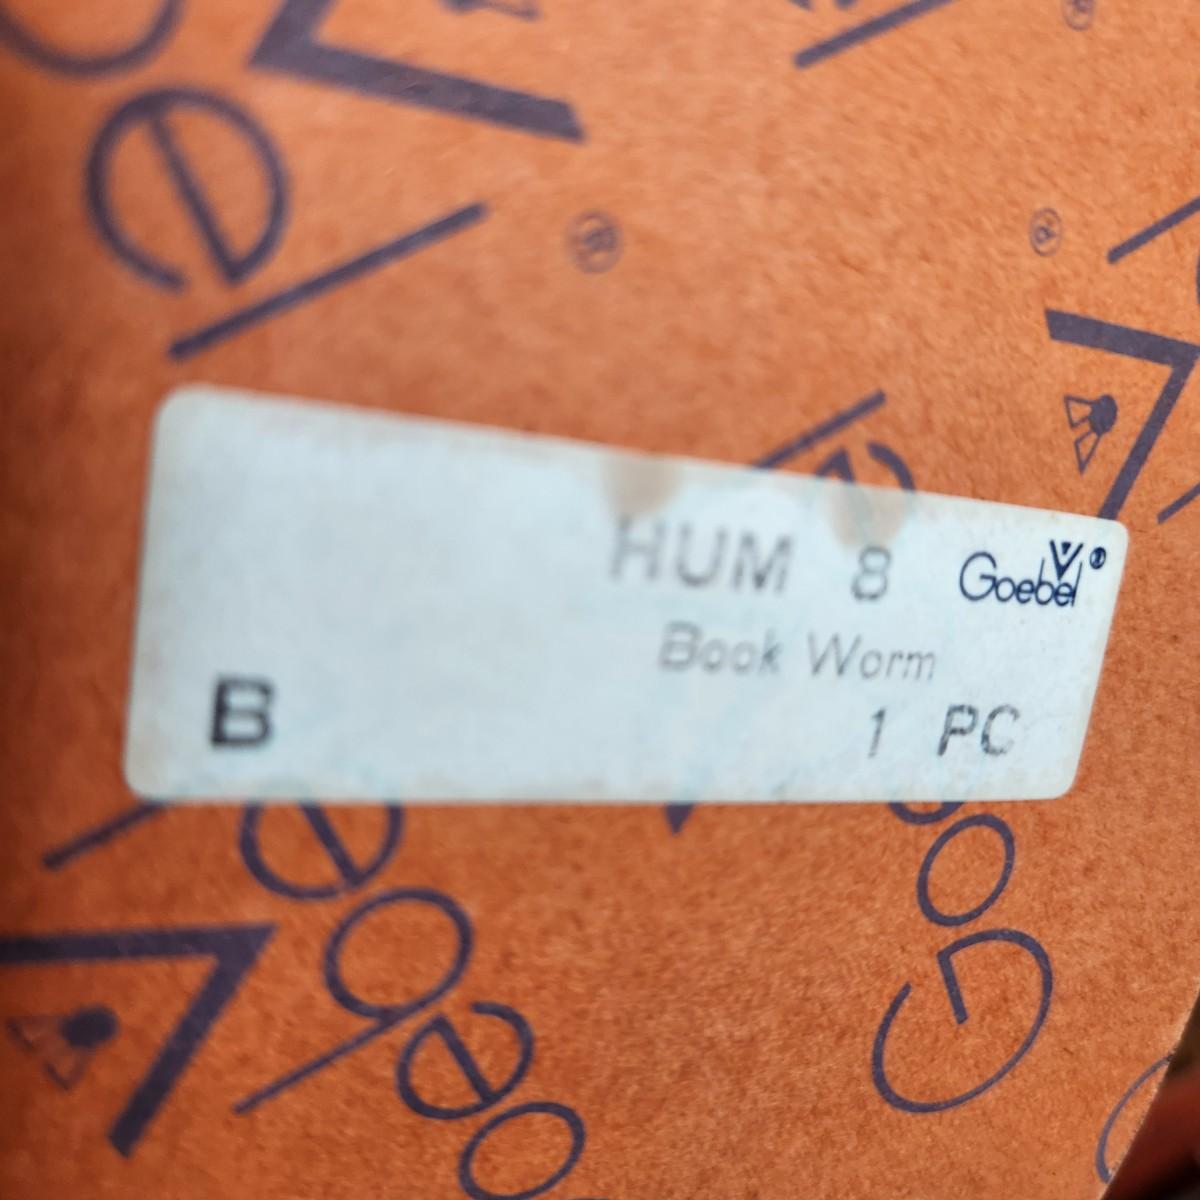 HUM 8 Goebel ®
Book Worm
B 1 PC